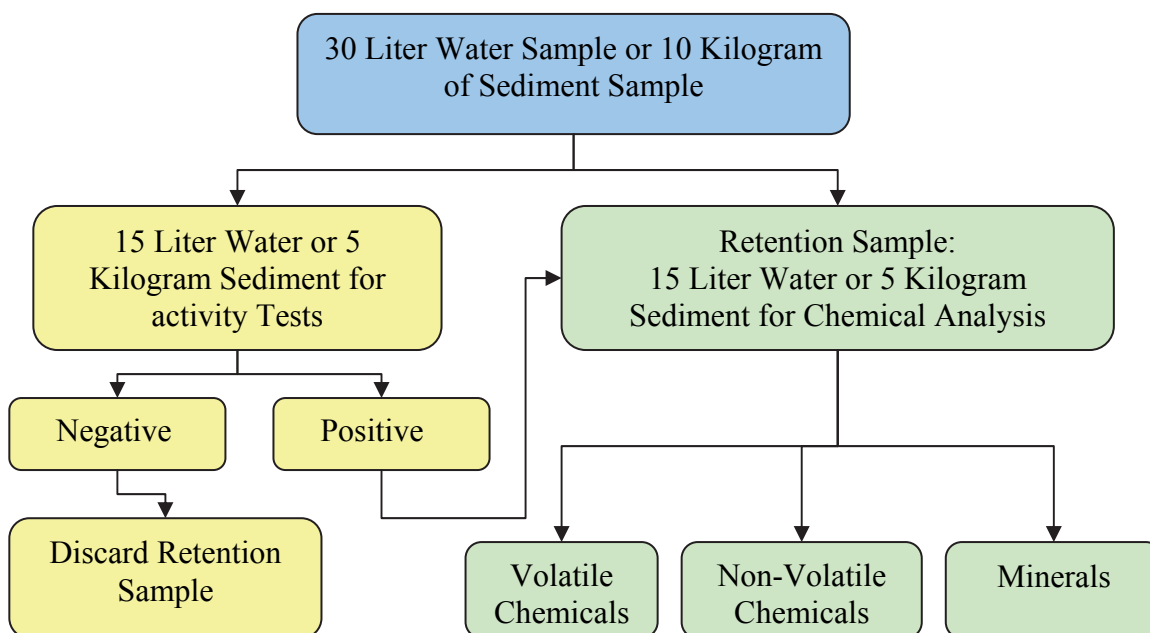 30 Liter Water Sample or 10 Kilogram
of Sediment Sample
15 Liter Water or 5
Kilogram Sediment for
activity Tests
Retention Sample:
15 Liter Water or 5 Kilogram
Sediment for Chemical Analysis
Negative
Positive
Discard Retention
Sample
Volatile
Chemicals
Non-Volatile
Chemicals
Minerals